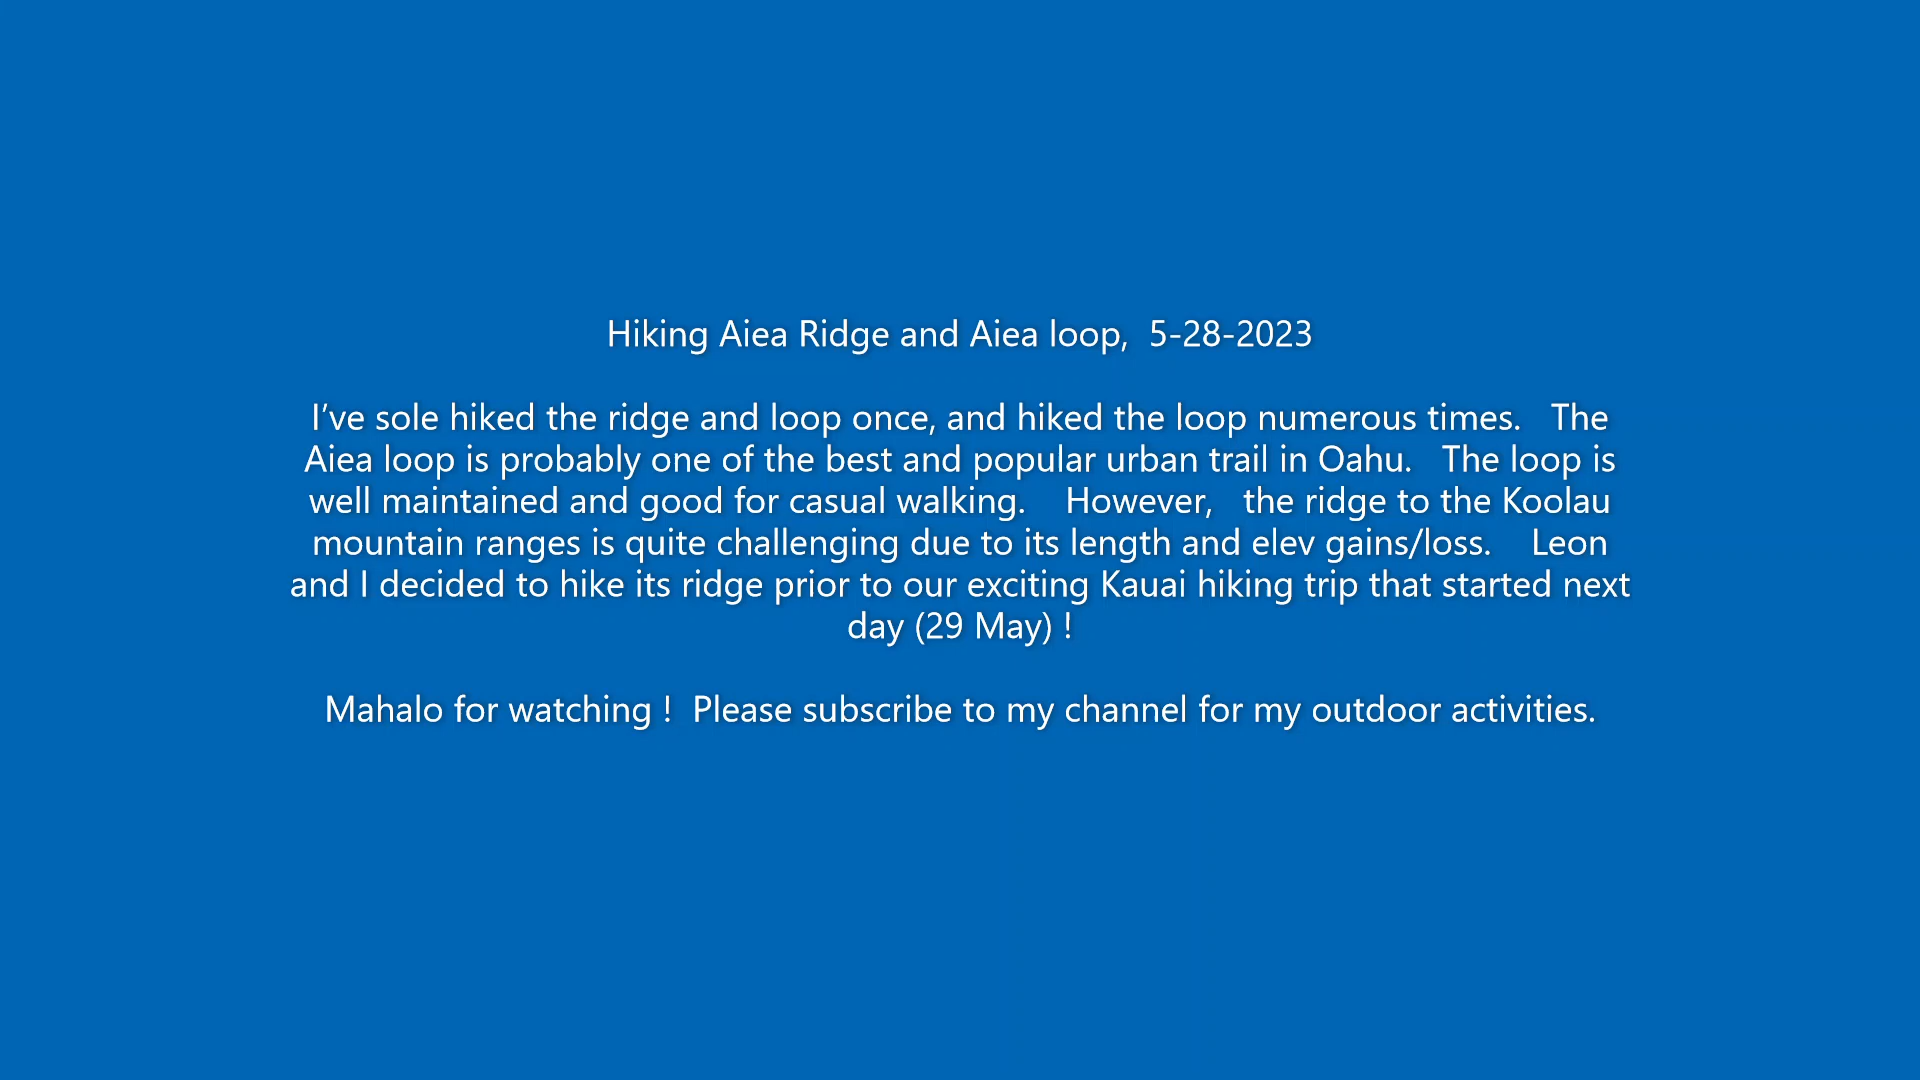 Hiking Aiea Ridge and Aiea loop,  5-28-2023
I've sole hiked the ridge and loop once, and hiked the loop numerous times.   The
Aiea loop is probably one of the best and popular urban trail in Oahu.   The loop is
well maintained and good for casual walking.    However,   the ridge to the Koolau
mountain ranges is quite challenging due to its length and elev gains/loss.    Leon
and I decided to hike its ridge prior to our exciting Kauai hiking trip that started next
day (29 May) !
Mahalo for watching !  Please subscribe to my channel for my outdoor activities.